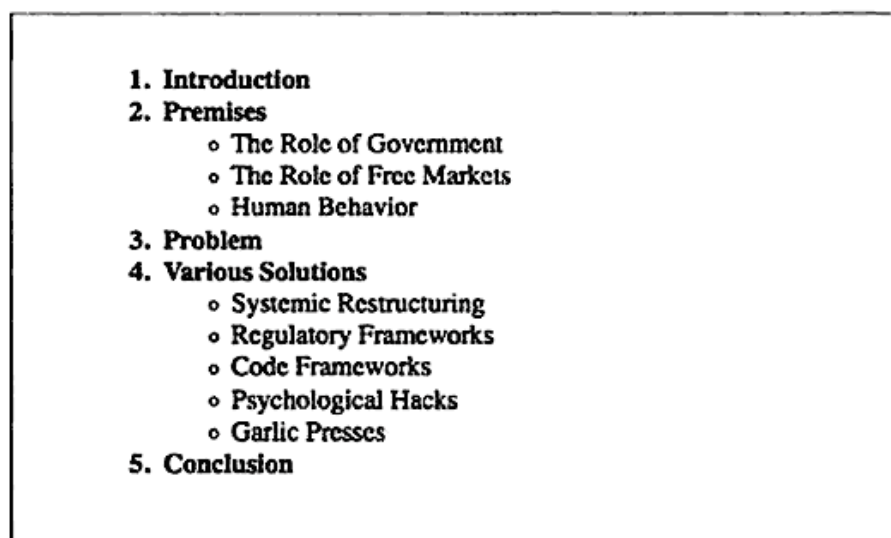 1. Introduction
2. Premises
○ The Role of Government
○ The Role of Free Markets
○ Human Behavior
3. Problem
4. Various Solutions
○ Systemic Restructuring
○ Regulatory Frameworks
○ Code Frameworks
○ Psychological Hacks
○ Garlic Presses
5. Conclusion